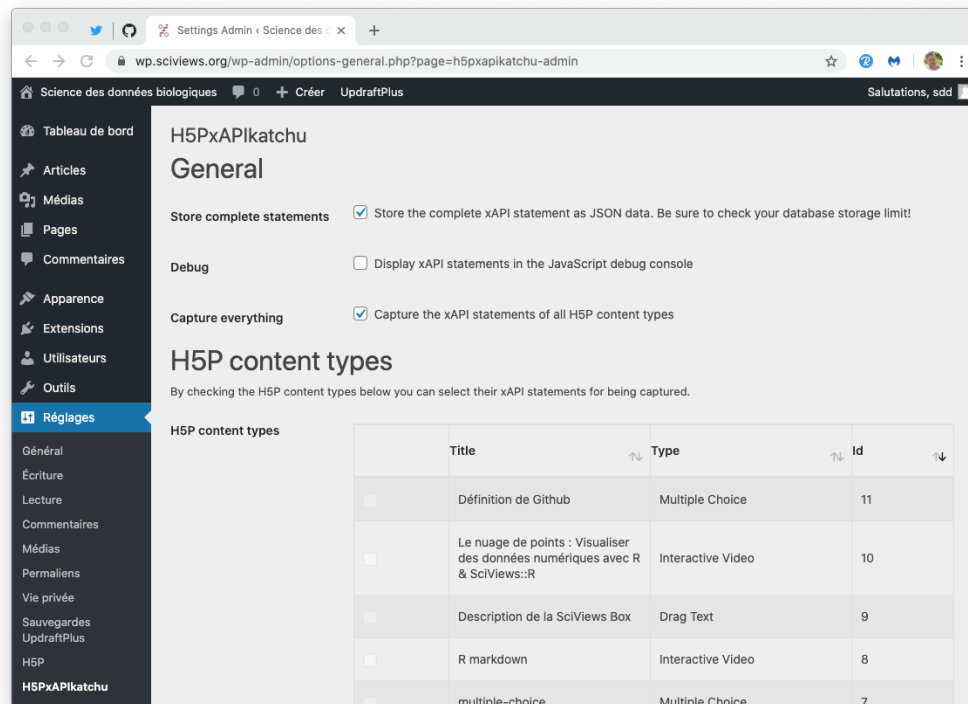 Settings Admin ‹ Science des d
wp.sciviews.org/wp-admin/options-general.php?page=h5pxapikatchu-admin
Science des données biologiques 0 + Créer UpdraftPlus Salutations, sdd
Tableau de bord
Articles
Médias
Pages
Commentaires
Apparence
Extensions
Utilisateurs
Outils
Réglages
Général
Écriture
Lecture
Commentaires
Médias
Permaliens
Vie privée
Sauvegardes
UpdraftPlus
H5P
H5PxAPIkatchu
H5PxAPIkatchu
General
Store complete statements Store the complete xAPI statement as JSON data. Be sure to check your database storage limit!
Debug Display xAPI statements in the JavaScript debug console
Capture everything Capture the xAPI statements of all H5P content types
H5P content types
By checking the H5P content types below you can select their xAPI statements for being captured.
H5P content types
Title Type Id
Définition de Github Multiple Choice 11
Le nuage de points : Visualiser
des données numériques avec R
& SciViews::R
Interactive Video 10
Description de la SciViews Box Drag Text 9
R markdown Interactive Video 8
multiple-choice Multiple Choice 7